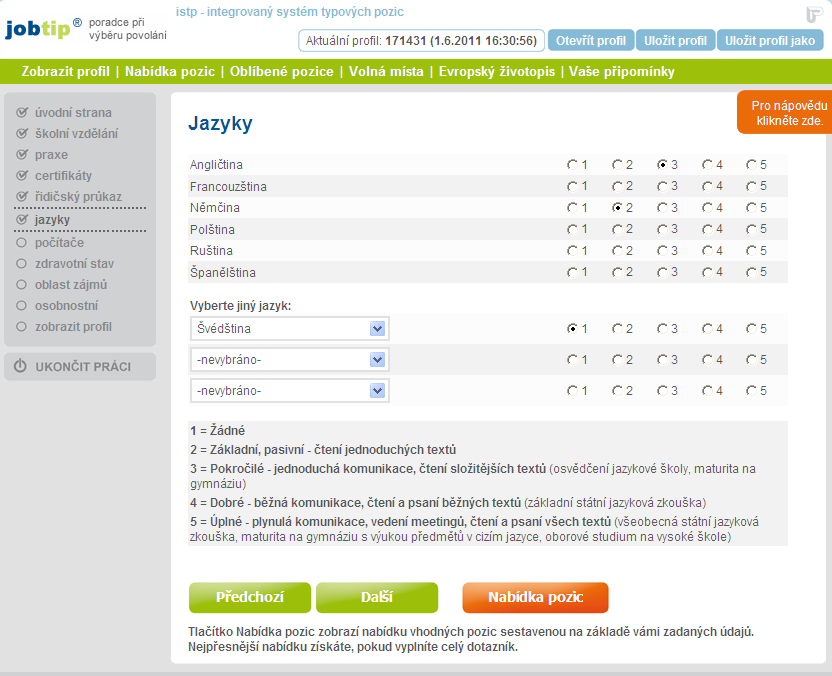 istp - integrovaný systém typových pozic
jobtip® poradce při
výběru povolání
Aktuální profil: 171431 (1.6.2011 16:30:56) Otevřít profil Uložit profil Uložit profil jako
Zobrazit profil | Nabídka pozic | Oblíbené pozice | Volná místa | Evropský životopis | Vaše připomínky
úvodní strana
školní vzdělání
praxe
certifikáty
řidičský průkaz
jazyky
počítače
zdravotní stav
oblast zájmů
osobnostní
zobrazit profil
UKONČIT PRÁCI
Pro nápovědu
klikněte zde.
Jazyky
Angličtina 1 2 3 4 5
Francouzština 1 2 3 4 5
Němčina 1 2 3 4 5
Polština 1 2 3 4 5
Ruština 1 2 3 4 5
Španělština 1 2 3 4 5
Vyberte jiný jazyk:
Švédština 1 2 3 4 5
-nevybráno- 1 2 3 4 5
-nevybráno- 1 2 3 4 5
1 = Žádné
2 = Základní, pasivní - čtení jednoduchých textů
3 = Pokročilé - jednoduchá komunikace, čtení složitějších textů (osvědčení jazykové školy, maturita na
gymnáziu)
4 = Dobré - běžná komunikace, čtení a psaní běžných textů (základní státní jazyková zkouška)
5 = Úplné - plynulá komunikace, vedení meetingů, čtení a psaní všech textů (všeobecná státní jazyková
zkouška, maturita na gymnáziu s výukou předmětů v cizím jazyce, oborové studium na vysoké škole)
Předchozí Další Nabídka pozic
Tlačítko Nabídka pozic zobrazí nabídku vhodných pozic sestavenou na základě vámi zadaných údajů.
Nejpřesnější nabídku získáte, pokud vyplníte celý dotazník.